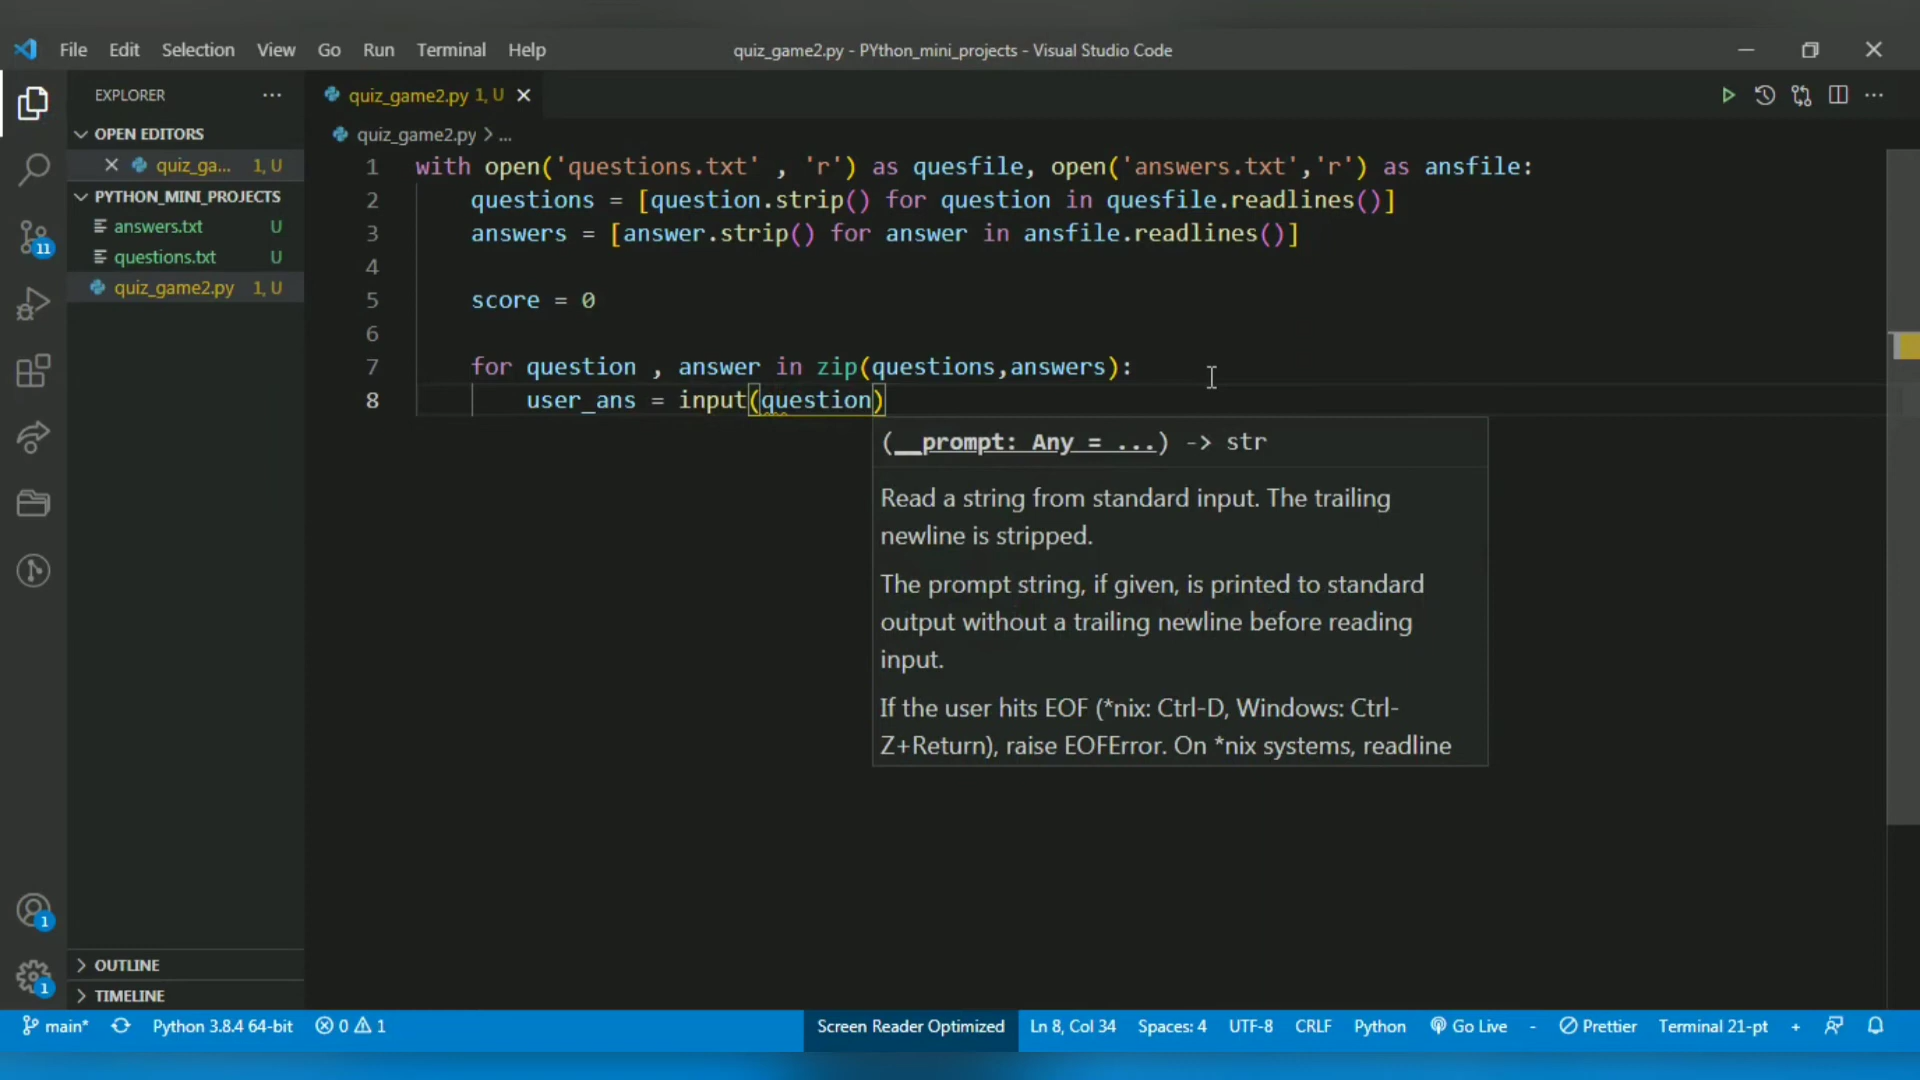 File Edit Selection View Go Run Terminal Help
quiz_game2.py - PYthon_mini_projects - Visual Studio Code
EXPLORER ...
OPEN EDITORS
quiz_ga... 1, U
PYTHON_MINI_PROJECTS
answers.txt U
questions.txt U
quiz_game2.py 1, U
OUTLINE
TIMELINE
11
1
1
quiz_game2.py 1, U
quiz_game2.py > ...
1 with open('questions.txt' , 'r') as quesfile, open('answers.txt','r') as ansfile:
2 questions = [question.strip() for question in quesfile.readlines()]
3 answers = [answer.strip() for answer in ansfile.readlines()]
4
5 score = 0
6
7 for question , answer in zip(questions,answers):
8 user_ans = input(question)
(__prompt: Any = ...) -> str
Read a string from standard input. The trailing
newline is stripped.
The prompt string, if given, is printed to standard
output without a trailing newline before reading
input.
If the user hits EOF (*nix: Ctrl-D, Windows: Ctrl-
Z+Return), raise EOFError. On *nix systems, readline
main* Python 3.8.4 64-bit 0 1 Screen Reader Optimized Ln 8, Col 34 Spaces: 4 UTF-8 CRLF Python Go Live - Prettier Terminal 21-pt +